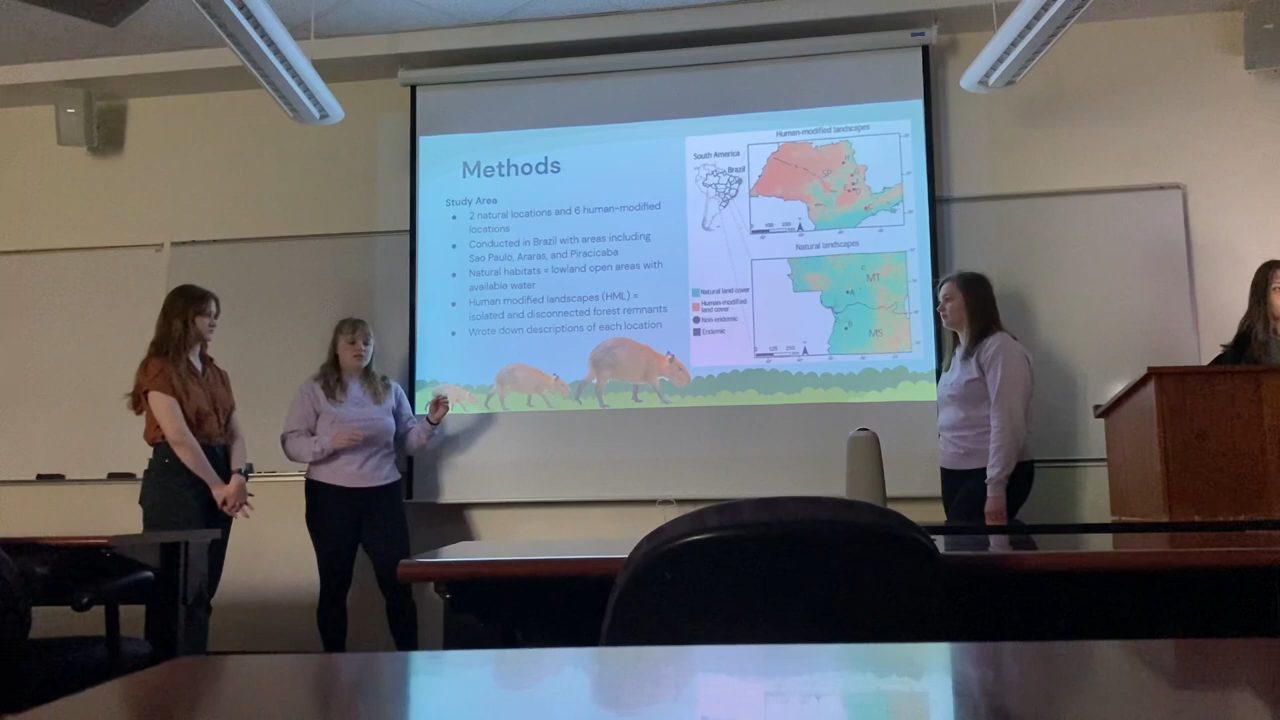 Methods
Study Area
2 natural locations and 6 human-modified
locations
Conducted in Brazil with areas including
Sao Paulo, Araras, and Piracicaba
Natural habitats = lowland open areas with
available water
Human modified landscapes (HML) =
isolated and disconnected forest remnants
Wrote down descriptions of each location
Human-modified landscapes
South America
Brazil
SP
Natural landscapes
MT
MS
Natural land cover
Human-modified
land cover
Non-endemic
Endemic